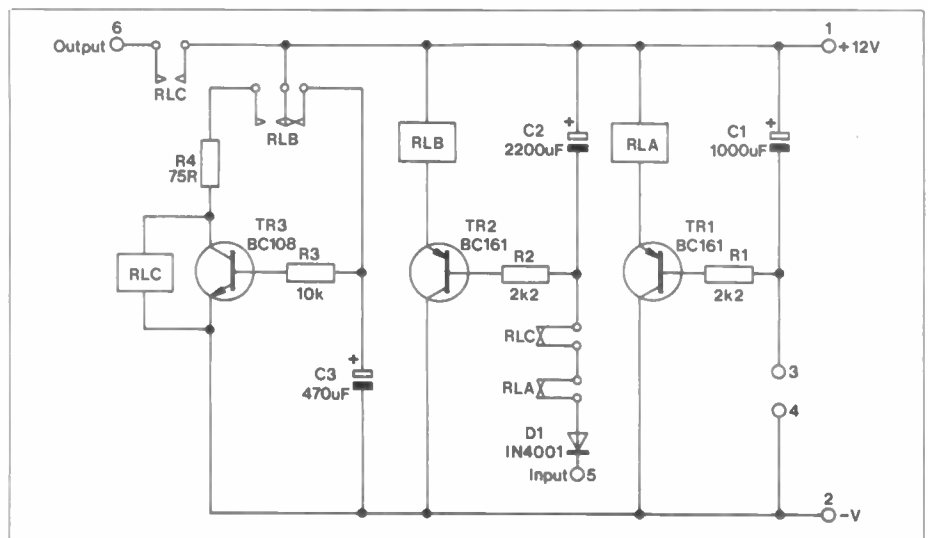 6
Output
RLC
RLB
R4
75R
RLC
TR3
BC108
R3
10k
+
C3
470uF
RLB
TR2
BC161
R2
2k2
+
C2
2200uF
RLC
RLA
D1
IN4001
Input 5
RLA
TR1
BC161
R1
2k2
+
C1
1000uF
1
+12V
3
4
2
-V